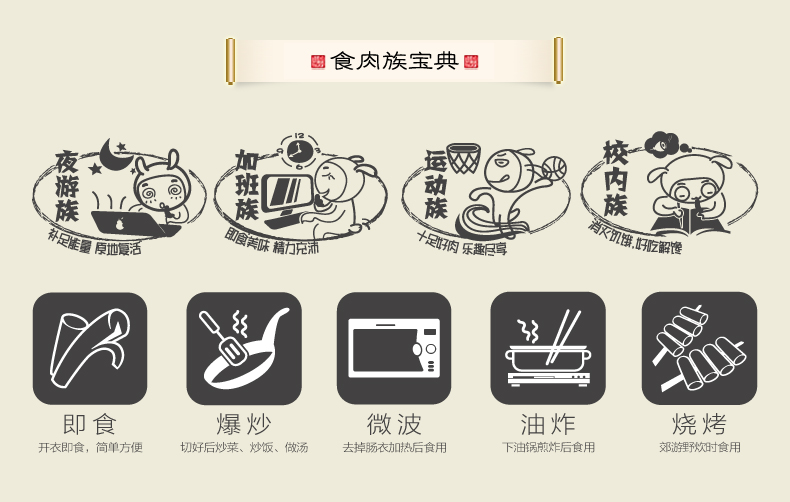 食肉族宝典
夜游族
补足能量 原地复活
加班族
12
即食美味 精力充沛
运动族
十足好肉 乐趣尽享
校内族
消灭饥饿,好吃解馋
即食
开衣即食，简单方便
爆炒
切好后炒菜、炒饭、做汤
微波
去掉肠衣加热后食用
油炸
下油锅煎炸后食用
烧烤
郊游野炊时食用